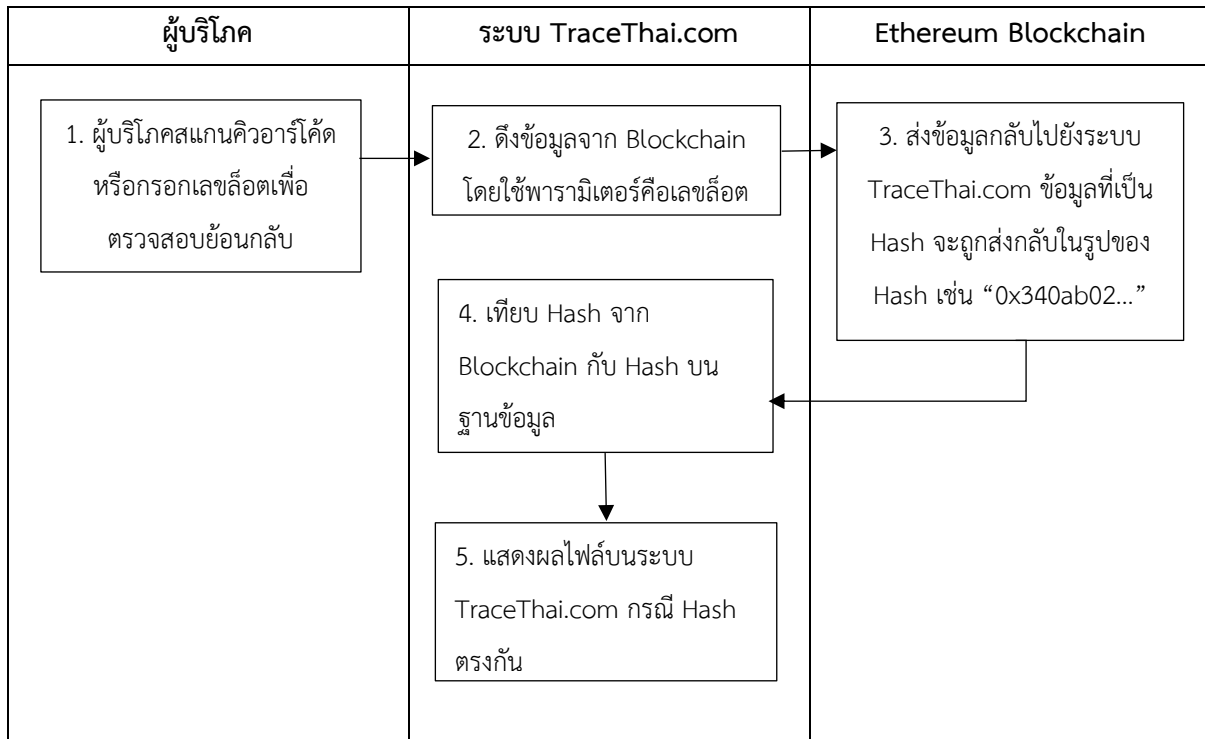 ผู้บริโภค
ระบบ TraceThai.com
Ethereum Blockchain
1. ผู้บริโภคสแกนคิวอาร์โค้ด
หรือกรอกเลขล็อตเพื่อ
ตรวจสอบย้อนกลับ
2. ดึงข้อมูลจาก Blockchain
โดยใช้พารามิเตอร์คือเลขล็อต
3. ส่งข้อมูลกลับไปยังระบบ
TraceThai.com ข้อมูลที่เป็น
Hash จะถูกส่งกลับในรูปของ
Hash เช่น “0x340ab02...”
4. เทียบ Hash จาก
Blockchain กับ Hash บน
ฐานข้อมูล
5. แสดงผลไฟล์บนระบบ
TraceThai.com กรณี Hash
ตรงกัน